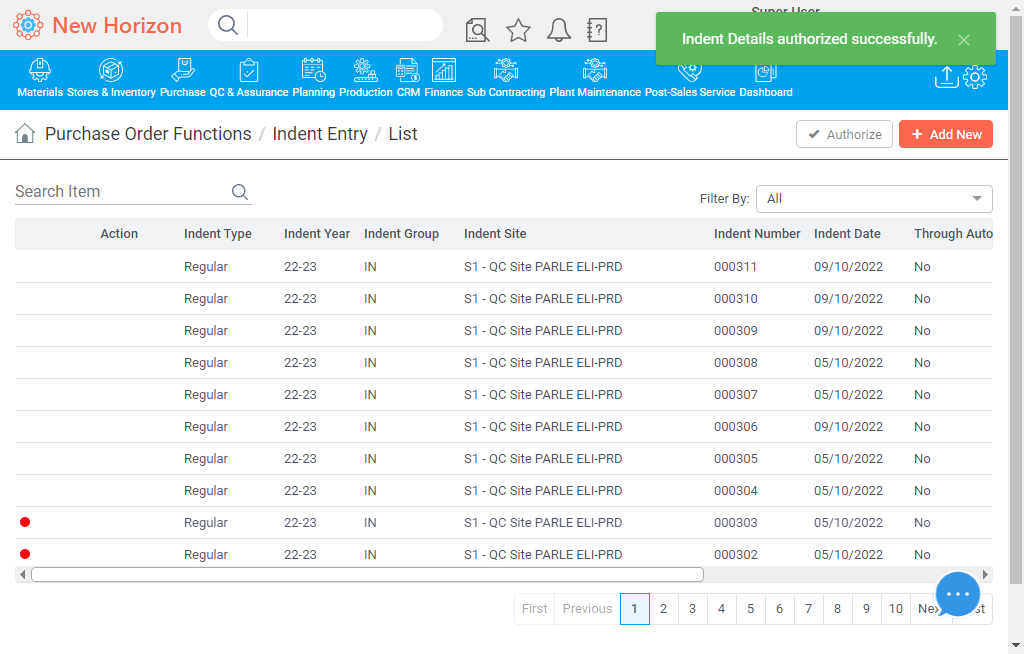 New Horizon
Super User
Indent Details authorized successfully.
Materials Stores & Inventory Purchase QC & Assurance Planning Production CRM Finance Sub Contracting Plant Maintenance Post-Sales Service Dashboard
Purchase Order Functions / Indent Entry / List
Authorize
Add New
Search Item
Filter By: All
Action Indent Type Indent Year Indent Group Indent Site Indent Number Indent Date Through Auto
Regular 22-23 IN S1 - QC Site PARLE ELI-PRD 000311 09/10/2022 No
Regular 22-23 IN S1 - QC Site PARLE ELI-PRD 000310 09/10/2022 No
Regular 22-23 IN S1 - QC Site PARLE ELI-PRD 000309 09/10/2022 No
Regular 22-23 IN S1 - QC Site PARLE ELI-PRD 000308 05/10/2022 No
Regular 22-23 IN S1 - QC Site PARLE ELI-PRD 000307 05/10/2022 No
Regular 22-23 IN S1 - QC Site PARLE ELI-PRD 000306 09/10/2022 No
Regular 22-23 IN S1 - QC Site PARLE ELI-PRD 000305 05/10/2022 No
Regular 22-23 IN S1 - QC Site PARLE ELI-PRD 000304 05/10/2022 No
Regular 22-23 IN S1 - QC Site PARLE ELI-PRD 000303 05/10/2022 No
Regular 22-23 IN S1 - QC Site PARLE ELI-PRD 000302 05/10/2022 No
First Previous 1 2 3 4 5 6 7 8 9 10